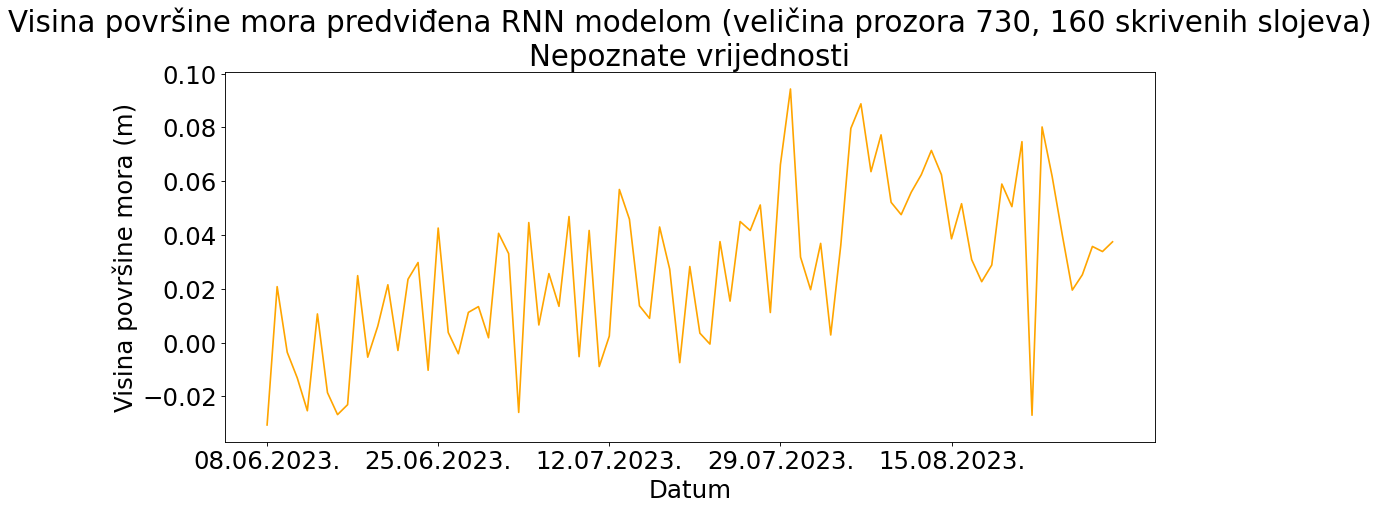 Visina površine mora predviđena RNN modelom (veličina prozora 730, 160 skrivenih slojeva)
Nepoznate vrijednosti
Visina površine mora (m)
0.10
0.08
0.06
0.04
0.02
0.00
−0.02
08.06.2023. 25.06.2023. 12.07.2023. 29.07.2023. 15.08.2023.
Datum